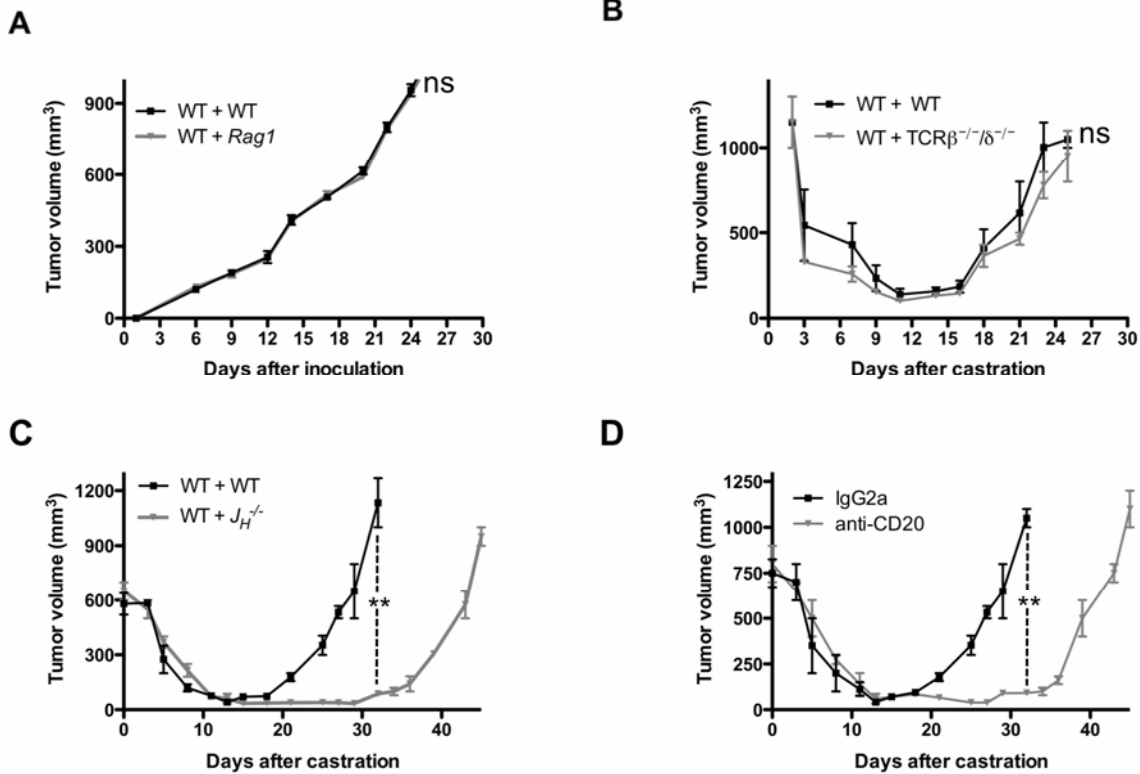 A
Tumor volume (mm³)
900
600
300
0
WT + WT
WT + Rag1
ns
0 3 6 9 12 15 18 21 24 27 30
Days after inoculation
B
Tumor volume (mm³)
1000
500
0
WT + WT
WT + TCRβ⁻/⁻/δ⁻/⁻
ns
0 3 6 9 12 15 18 21 24 27 30
Days after castration
C
Tumor volume (mm³)
1200
900
600
300
0
WT + WT
WT + J_H⁻/⁻
**
0 10 20 30 40
Days after castration
D
Tumor volume (mm³)
1250
1000
750
500
250
0
IgG2a
anti-CD20
**
0 10 20 30 40
Days after castration